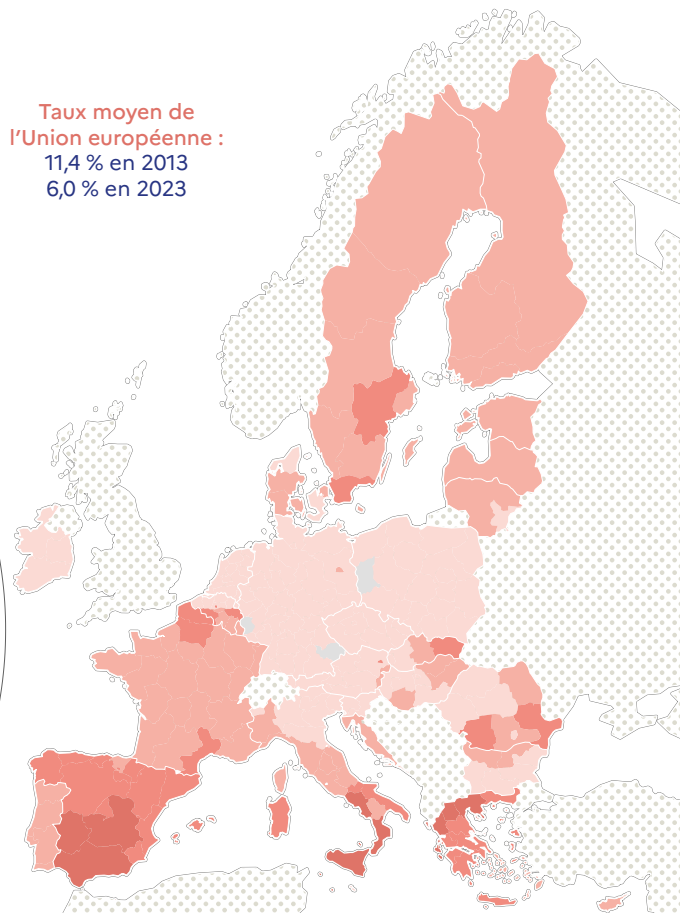 Taux moyen de
l'Union européenne :
11,4 % en 2013
6,0 % en 2023